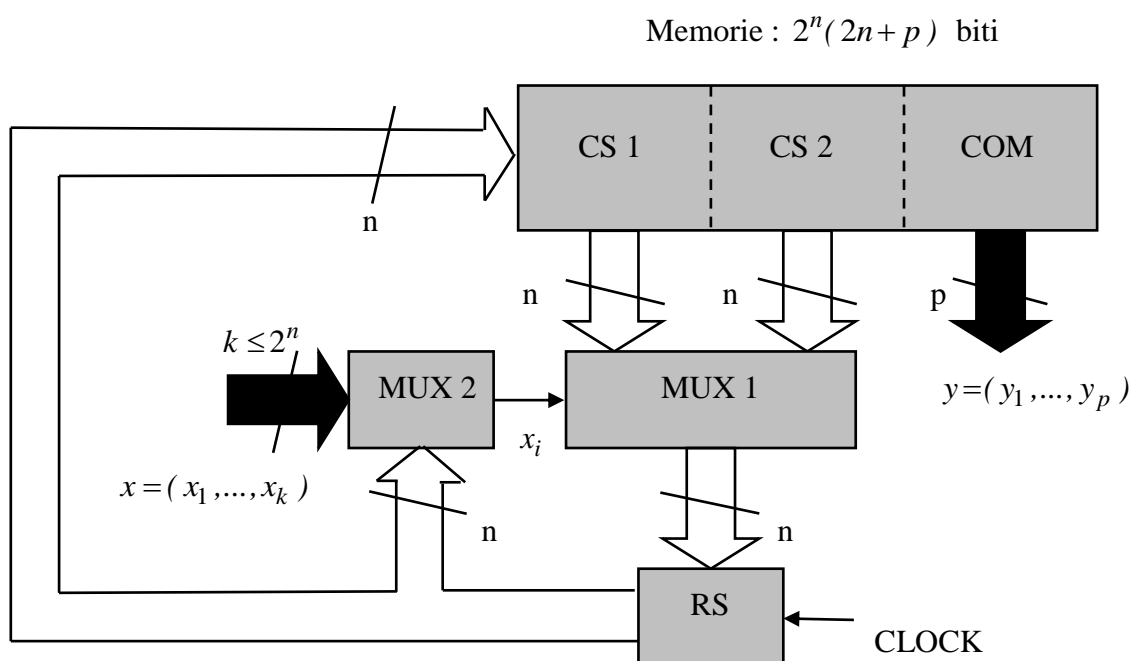 Memorie : 2^n(2n+p) biti
CS 1 CS 2 COM
n
n n p
k ≤ 2^n
MUX 2 MUX 1
y=( y_1 ,..., y_p )
x_i
x = ( x_1 ,..., x_k )
n n
RS
CLOCK